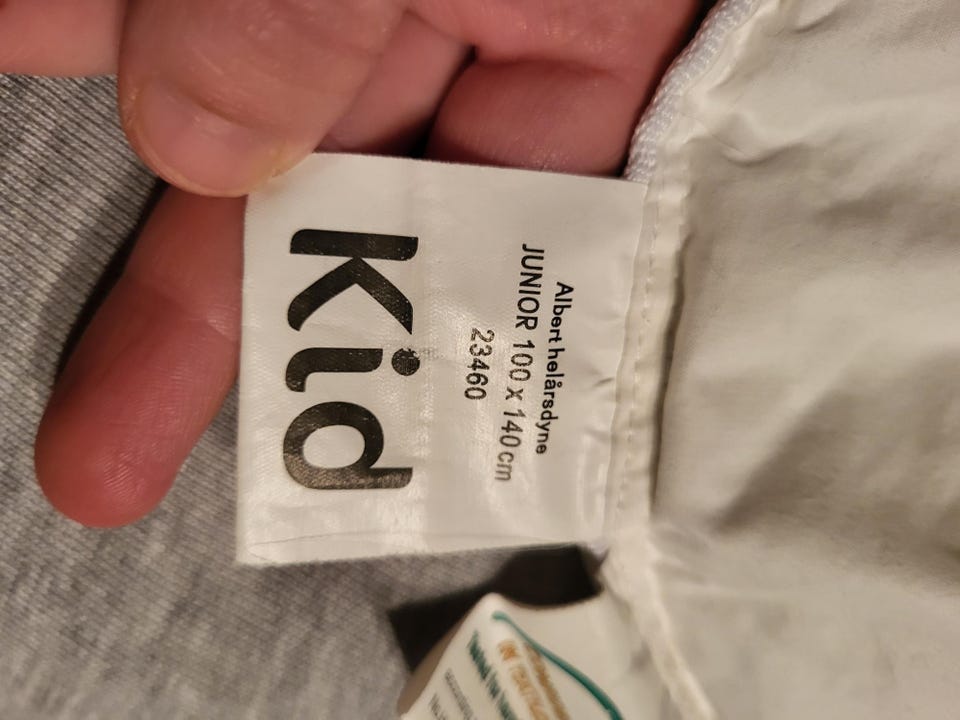 Albert helårsdyne
JUNIOR 100 x 140 cm
23460
Kid